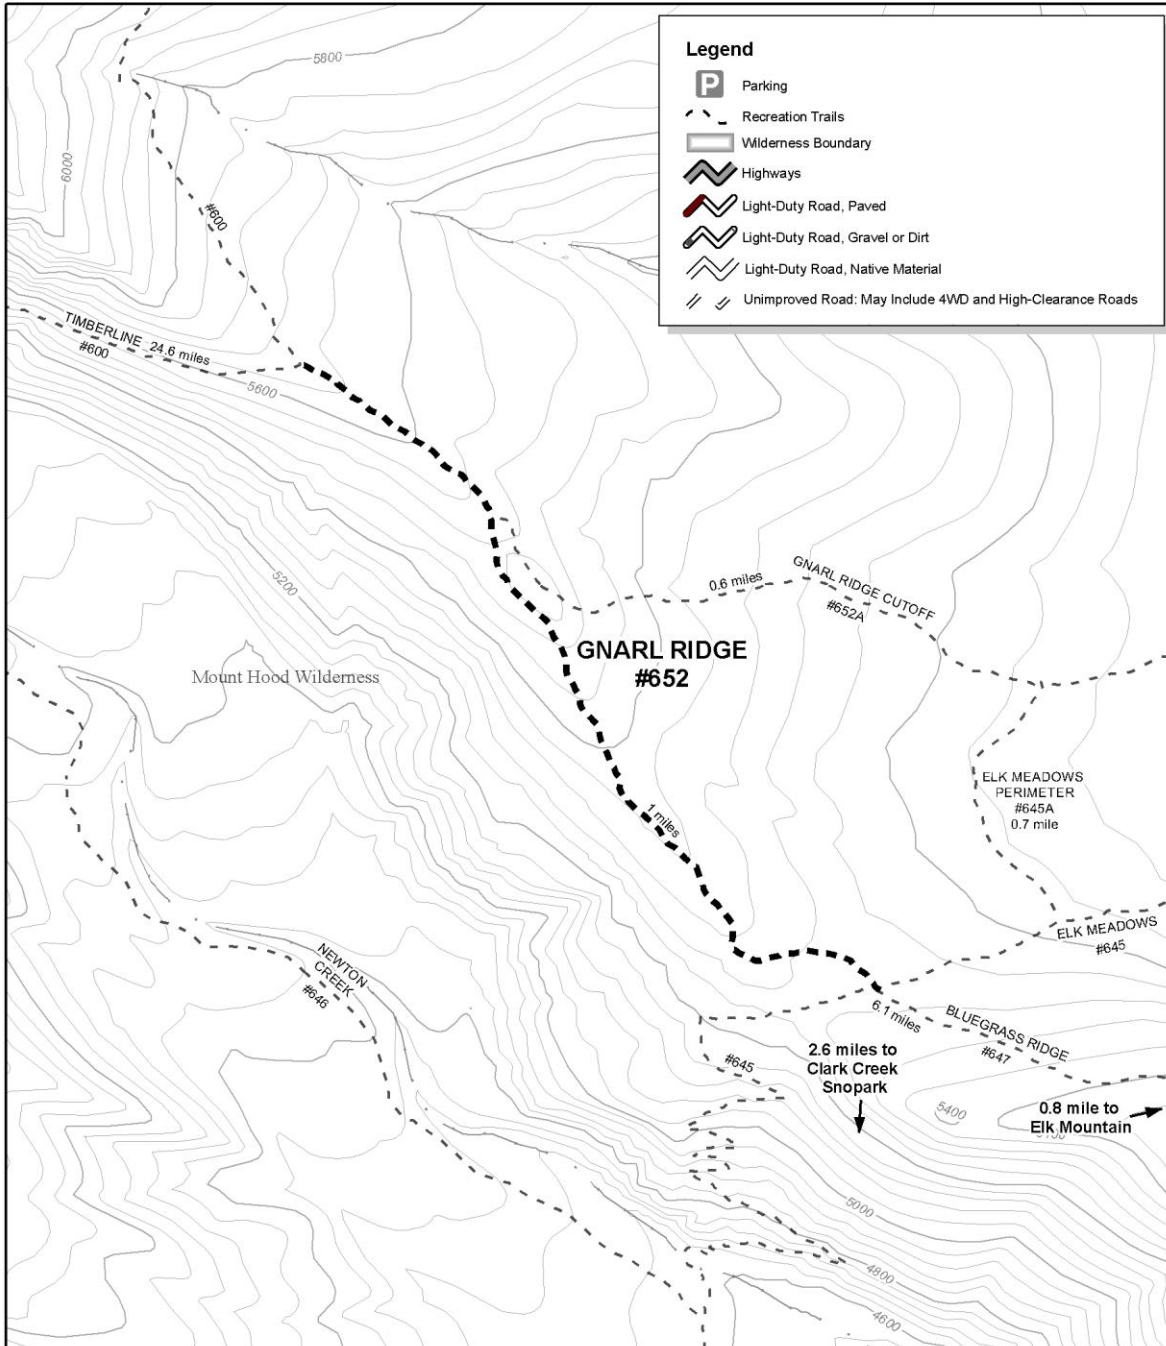 Legend
P Parking
Recreation Trails
Wilderness Boundary
Highways
Light-Duty Road, Paved
Light-Duty Road, Gravel or Dirt
Light-Duty Road, Native Material
Unimproved Road: May Include 4WD and High-Clearance Roads
5800
6000
#600
TIMBERLINE 24.6 miles
#600
5600
5200
0.6 miles
GNARL RIDGE CUTOFF
#652A
GNARL RIDGE
#652
Mount Hood Wilderness
ELK MEADOWS
PERIMETER
#645A
0.7 mile
1 miles
ELK MEADOWS
#645
NEWTON
CREEK
#646
6.1 miles
BLUEGRASS RIDGE
#647
#645
2.6 miles to
Clark Creek
Snopark
5400
0.8 mile to
Elk Mountain
5000
4800
4600